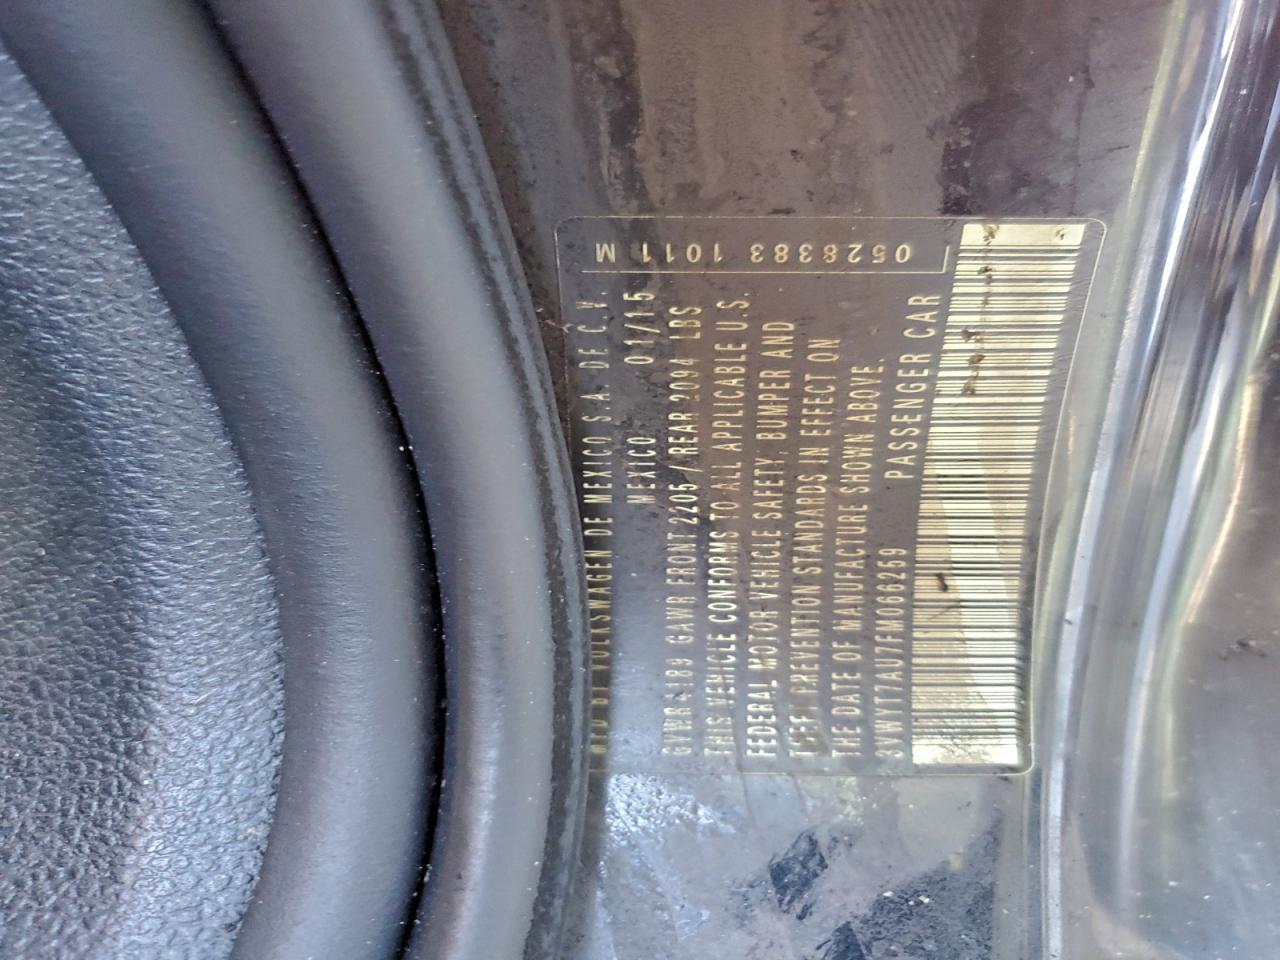 0528383 1011 M
MFD BY VOLKSWAGEN DE MEXICO S.A. DE C.V.
MEXICO 01/15
GVWR 4189 GAWR FRONT 2205 / REAR 2094 LBS
THIS VEHICLE CONFORMS TO ALL APPLICABLE U.S.
FEDERAL MOTOR VEHICLE SAFETY, BUMPER AND
THEFT PREVENTION STANDARDS IN EFFECT ON
THE DATE OF MANUFACTURE SHOWN ABOVE.
3VWYT7AU7FM066259 PASSENGER CAR